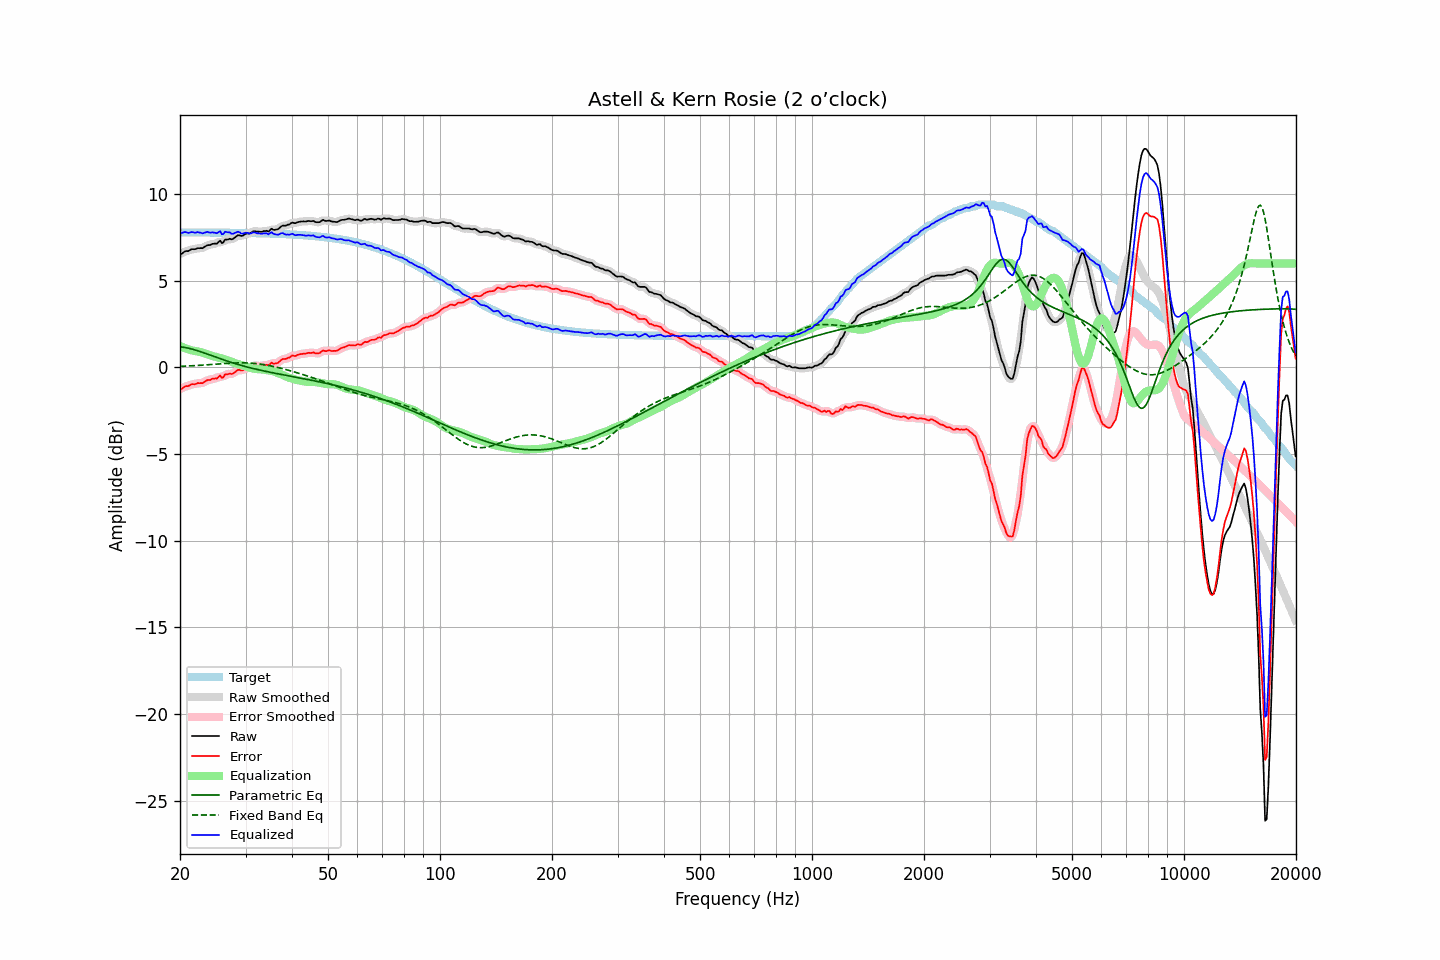 Astell & Kern Rosie (2 o’clock)
Amplitude (dBr)
10
5
0
−5
−10
−15
−20
−25
Target
Raw Smoothed
Error Smoothed
Raw
Error
Equalization
Parametric Eq
Fixed Band Eq
Equalized
20 50 100 200 500 1000 2000 5000 10000 20000
Frequency (Hz)